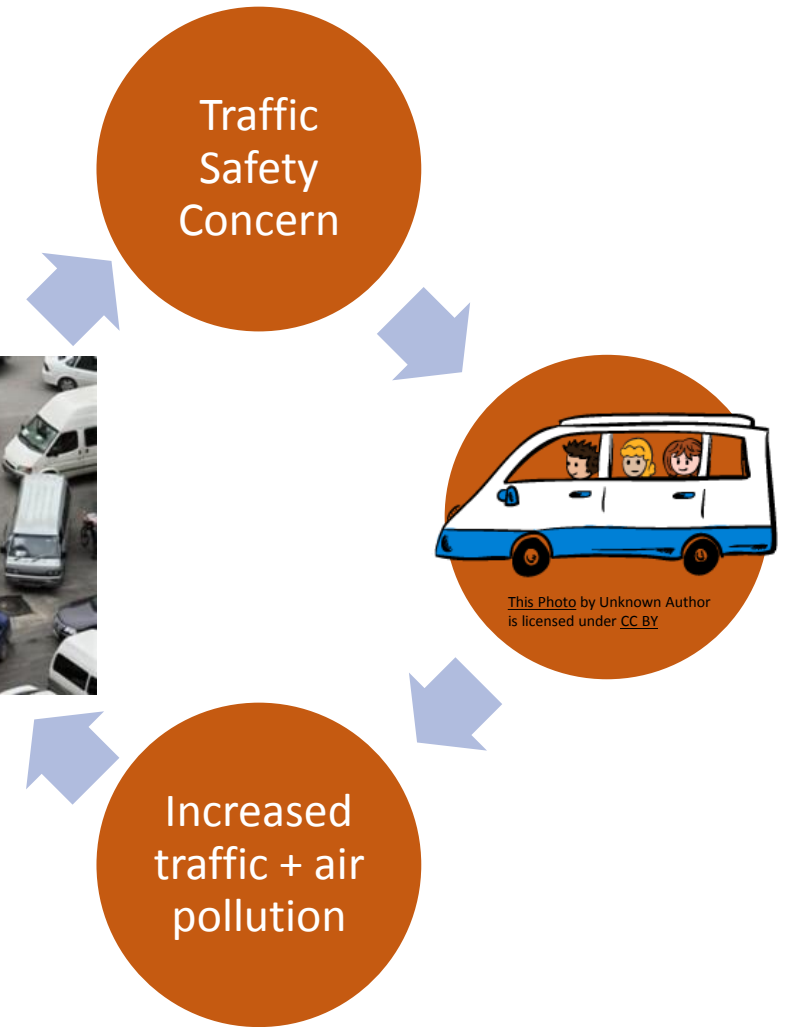 Traffic
Safety
Concern
This Photo by Unknown Author
is licensed under CC BY
Increased
traffic + air
pollution